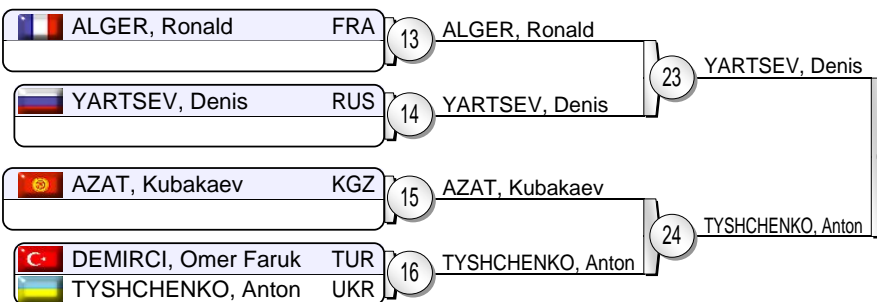 ALGER, Ronald FRA
13
ALGER, Ronald
23
YARTSEV, Denis
YARTSEV, Denis RUS
14
YARTSEV, Denis
AZAT, Kubakaev KGZ
15
AZAT, Kubakaev
24
TYSHCHENKO, Anton
DEMIRCI, Omer Faruk TUR
16
TYSHCHENKO, Anton
TYSHCHENKO, Anton UKR